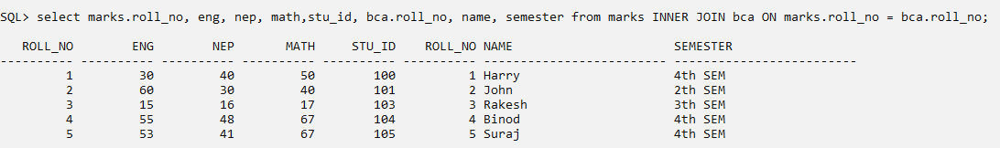 SQL> select marks.roll_no, eng, nep, math,stu_id, bca.roll_no, name, semester from marks INNER JOIN bca ON marks.roll_no = bca.roll_no;
ROLL_NO ENG NEP MATH STU_ID ROLL_NO NAME SEMESTER
---------- ---------- ---------- ---------- ---------- ---------- ------------------------- -------------------------
1 30 40 50 100 1 Harry 4th SEM
2 60 30 40 101 2 John 2th SEM
3 15 16 17 103 3 Rakesh 3th SEM
4 55 48 67 104 4 Binod 4th SEM
5 53 41 67 105 5 Suraj 4th SEM